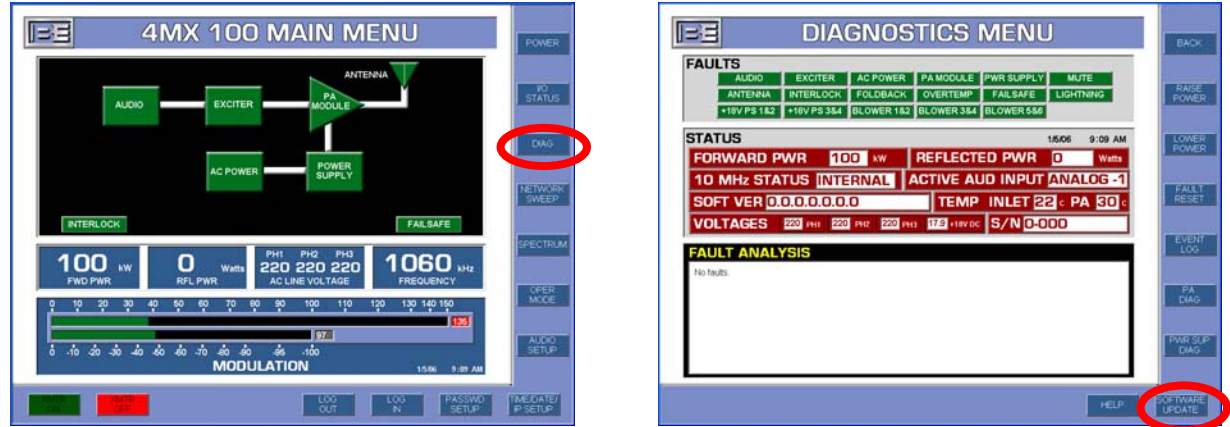 BE
4MX 100 MAIN MENU
POWER
I/O
STATUS
DIAG
NETWORK
SWEEP
SPECTRUM
OPER
MODE
AUDIO
SETUP
ANTENNA
AUDIO
EXCITER
PA
MODULE
AC POWER
POWER
SUPPLY
INTERLOCK
FAILSAFE
100 kW
FWD PWR
0 Watts
RFL PWR
PH1 PH2 PH3
220 220 220
AC LINE VOLTAGE
1060 kHz
FREQUENCY
0 10 20 30 40 50 60 70 80 90 100 110 120 130 140 150
135
97
0 -10 -20 -30 -40 -50 -60 -70 -80 -90 -95 -100
MODULATION
1/5/06 9:09 AM
XMTR
ON
XMTR
OFF
LOG
OUT
LOG
IN
PASSWD
SETUP
TIME/DATE/
IP SETUP
BE
DIAGNOSTICS MENU
BACK
RAISE
POWER
LOWER
POWER
FAULT
RESET
EVENT
LOG
PA
DIAG
PWR SUP
DIAG
FAULTS
AUDIO EXCITER AC POWER PA MODULE PWR SUPPLY MUTE
ANTENNA INTERLOCK FOLDBACK OVERTEMP FAILSAFE LIGHTNING
+18V PS 1&2 +18V PS 3&4 BLOWER 1&2 BLOWER 3&4 BLOWER 5&6
STATUS 1/5/06 9:09 AM
FORWARD PWR 100 kW REFLECTED PWR 0 Watts
10 MHz STATUS INTERNAL ACTIVE AUD INPUT ANALOG -1
SOFT VER 0.0.0.0.0.0 TEMP INLET 22 C PA 30 C
VOLTAGES 220 PH1 220 PH2 220 PH3 17.9 +18V DC S/N 0-000
FAULT ANALYSIS
No faults.
HELP
SOFTWARE
UPDATE